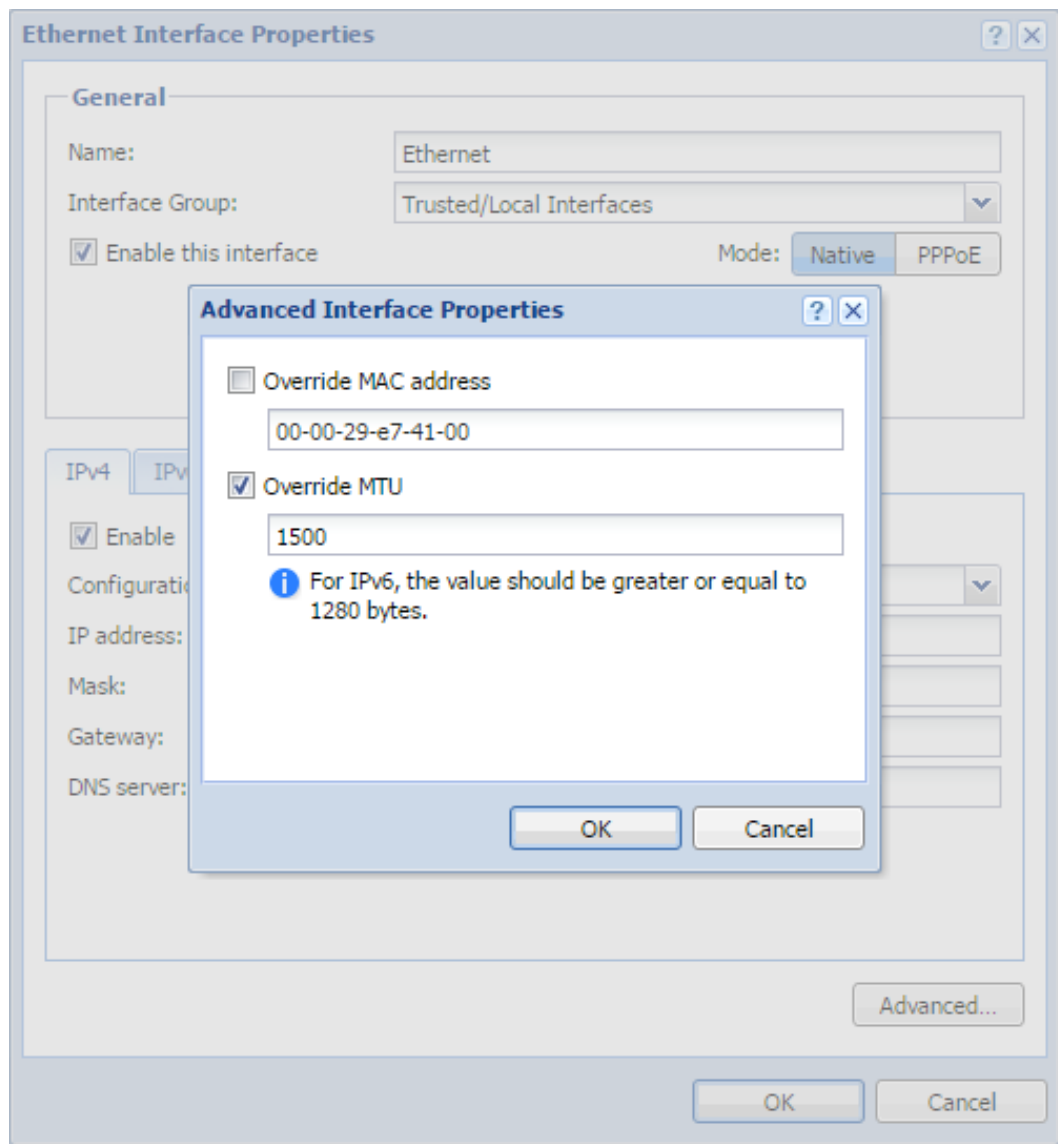 Ethernet Interface Properties
General
Name:
Ethernet
Interface Group:
Trusted/Local Interfaces
Enable this interface
Mode:
Native
PPPoE
Advanced Interface Properties
Override MAC address
00-00-29-e7-41-00
Override MTU
1500
For IPv6, the value should be greater or equal to
1280 bytes.
OK
Cancel
IPv4
IPv
Enable
Configuratio
IP address:
Mask:
Gateway:
DNS server:
Advanced...
OK
Cancel